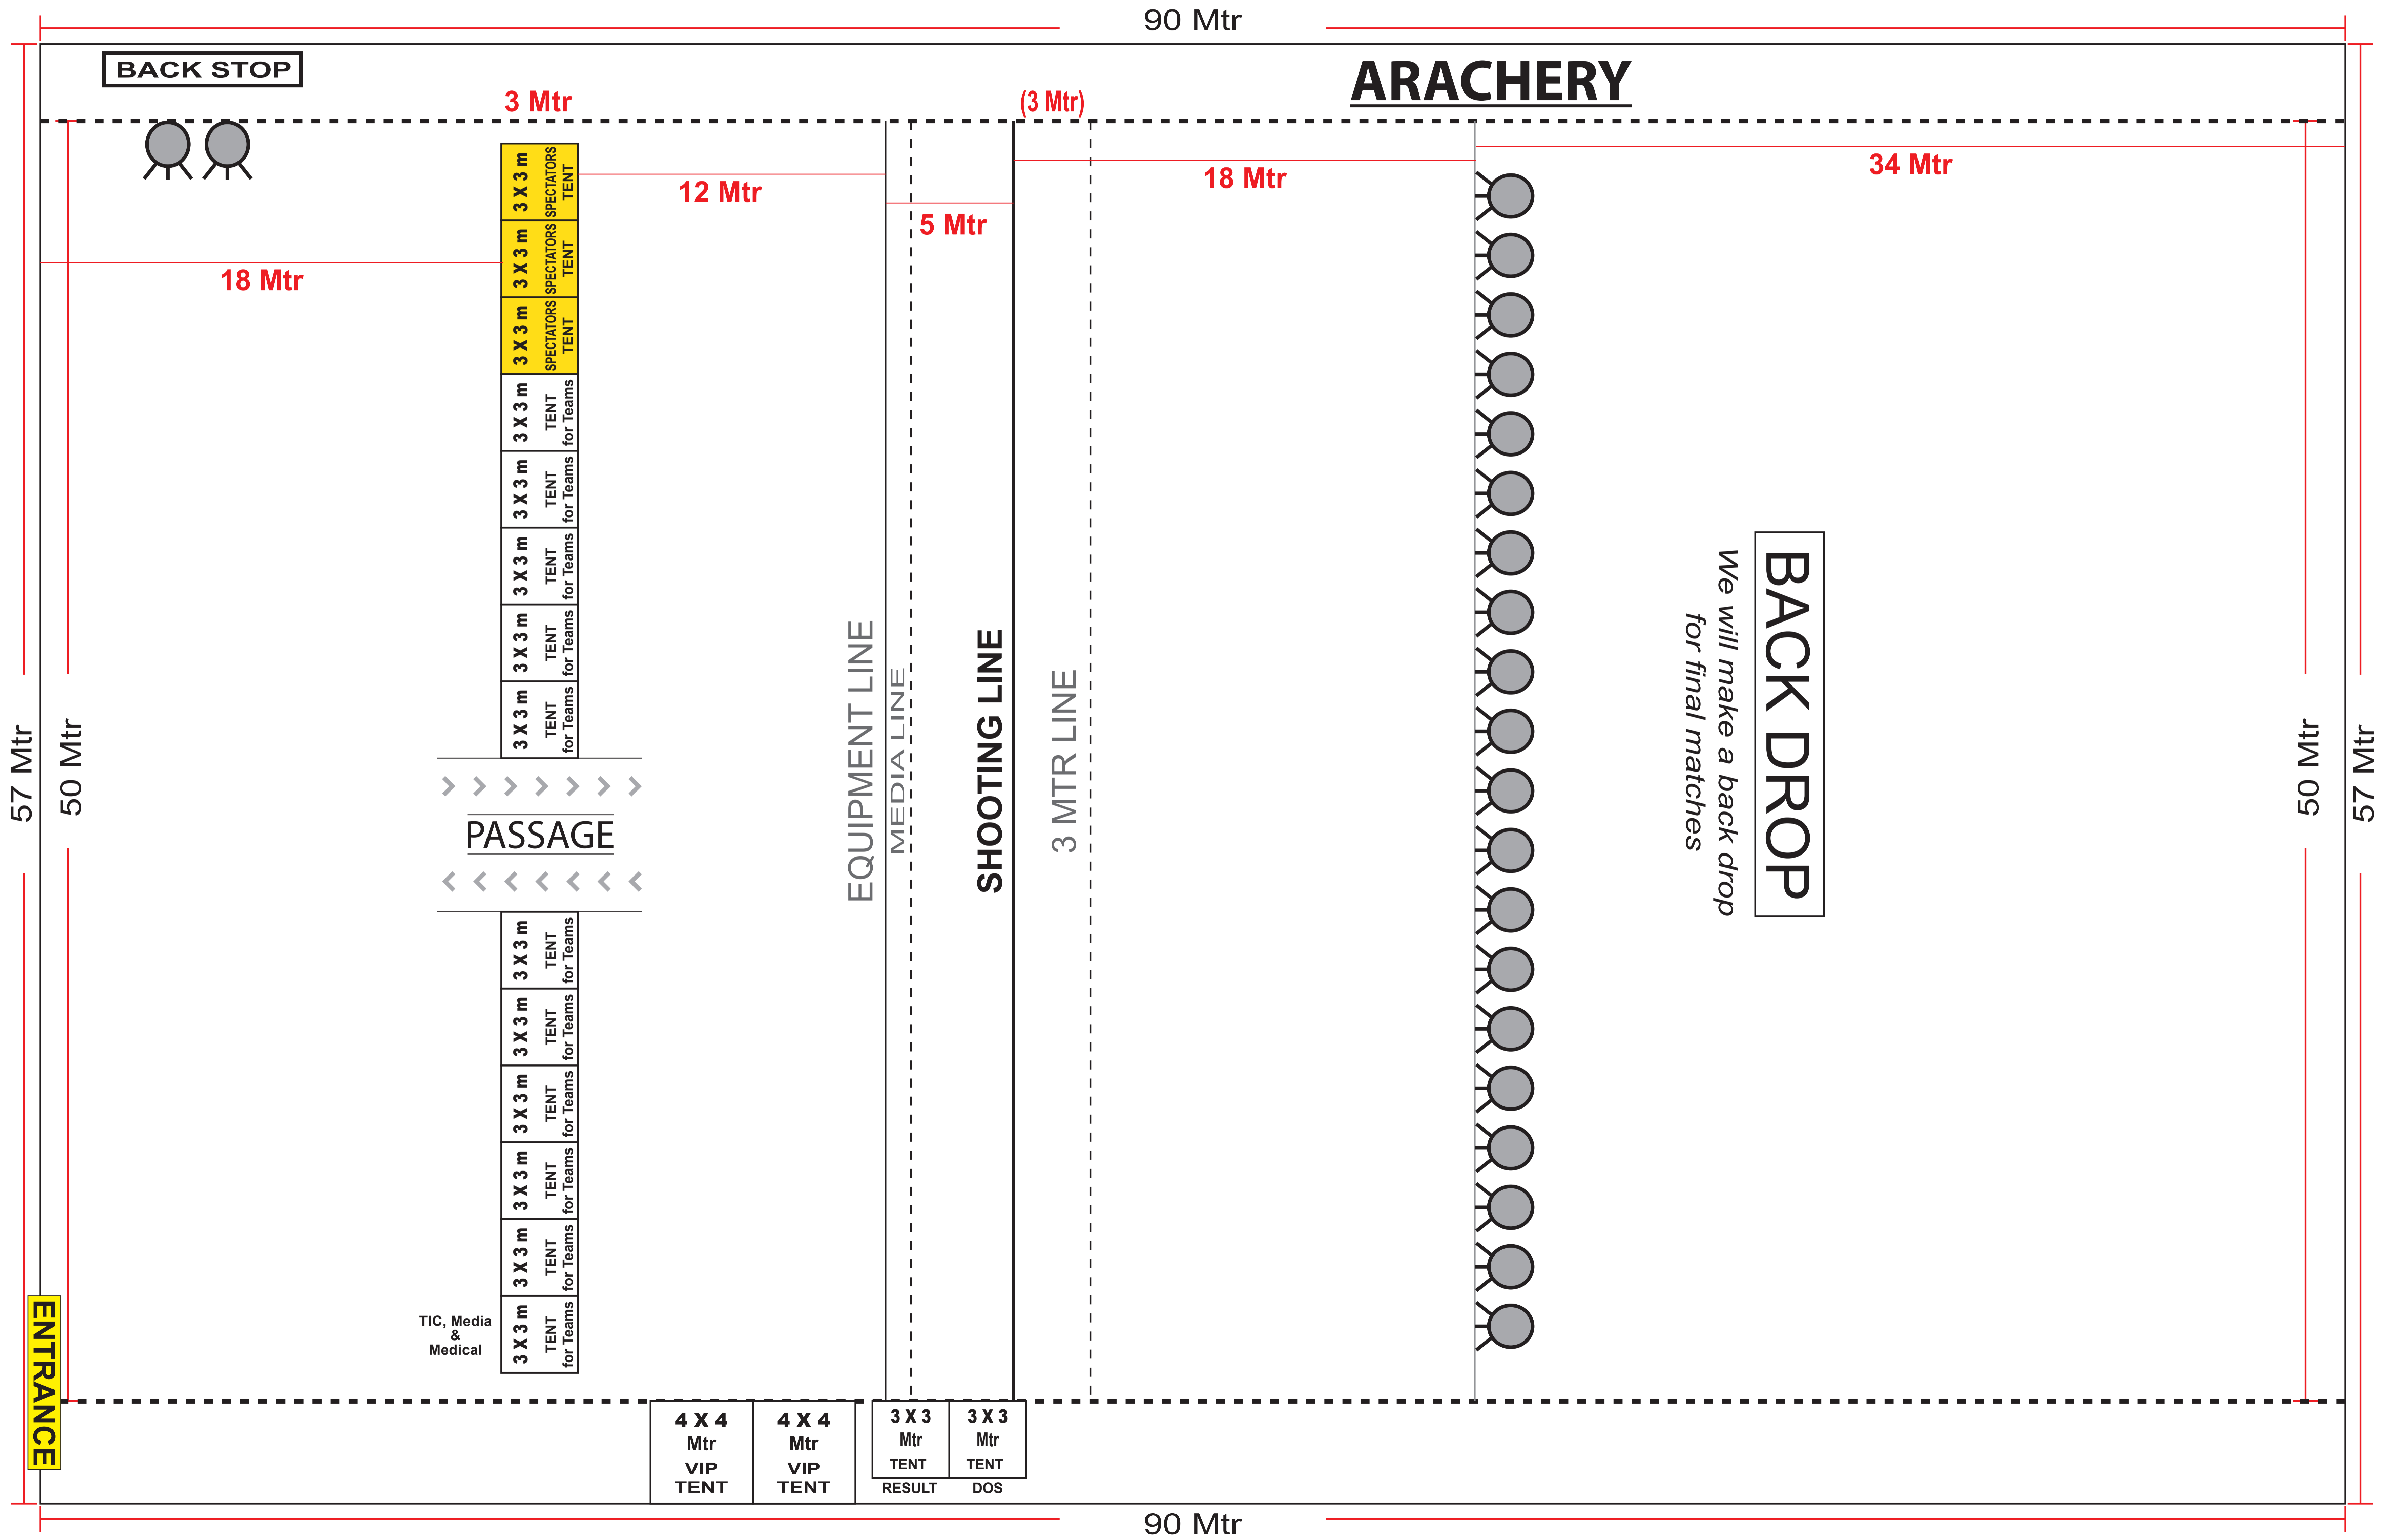 90 Mtr
BACK STOP
ARACHERY
3 Mtr
(3 Mtr)
18 Mtr
12 Mtr
5 Mtr
18 Mtr
34 Mtr
3 X 3 m
SPECTATORS
TENT
3 X 3 m
SPECTATORS
TENT
3 X 3 m
SPECTATORS
TENT
3 X 3 m
TENT
for Teams
3 X 3 m
TENT
for Teams
3 X 3 m
TENT
for Teams
3 X 3 m
TENT
for Teams
3 X 3 m
TENT
for Teams
57 Mtr
50 Mtr
PASSAGE
EQUIPMENT LINE
MEDIA LINE
SHOOTING LINE
3 MTR LINE
BACK DROP
We will make a back drop
for final matches
50 Mtr
57 Mtr
3 X 3 m
TENT
for Teams
3 X 3 m
TENT
for Teams
3 X 3 m
TENT
for Teams
3 X 3 m
TENT
for Teams
3 X 3 m
TENT
for Teams
3 X 3 m
TENT
for Teams
TIC, Media
&
Medical
ENTRANCE
4 X 4
Mtr
VIP
TENT
4 X 4
Mtr
VIP
TENT
3 X 3
Mtr
TENT
RESULT
3 X 3
Mtr
TENT
DOS
90 Mtr